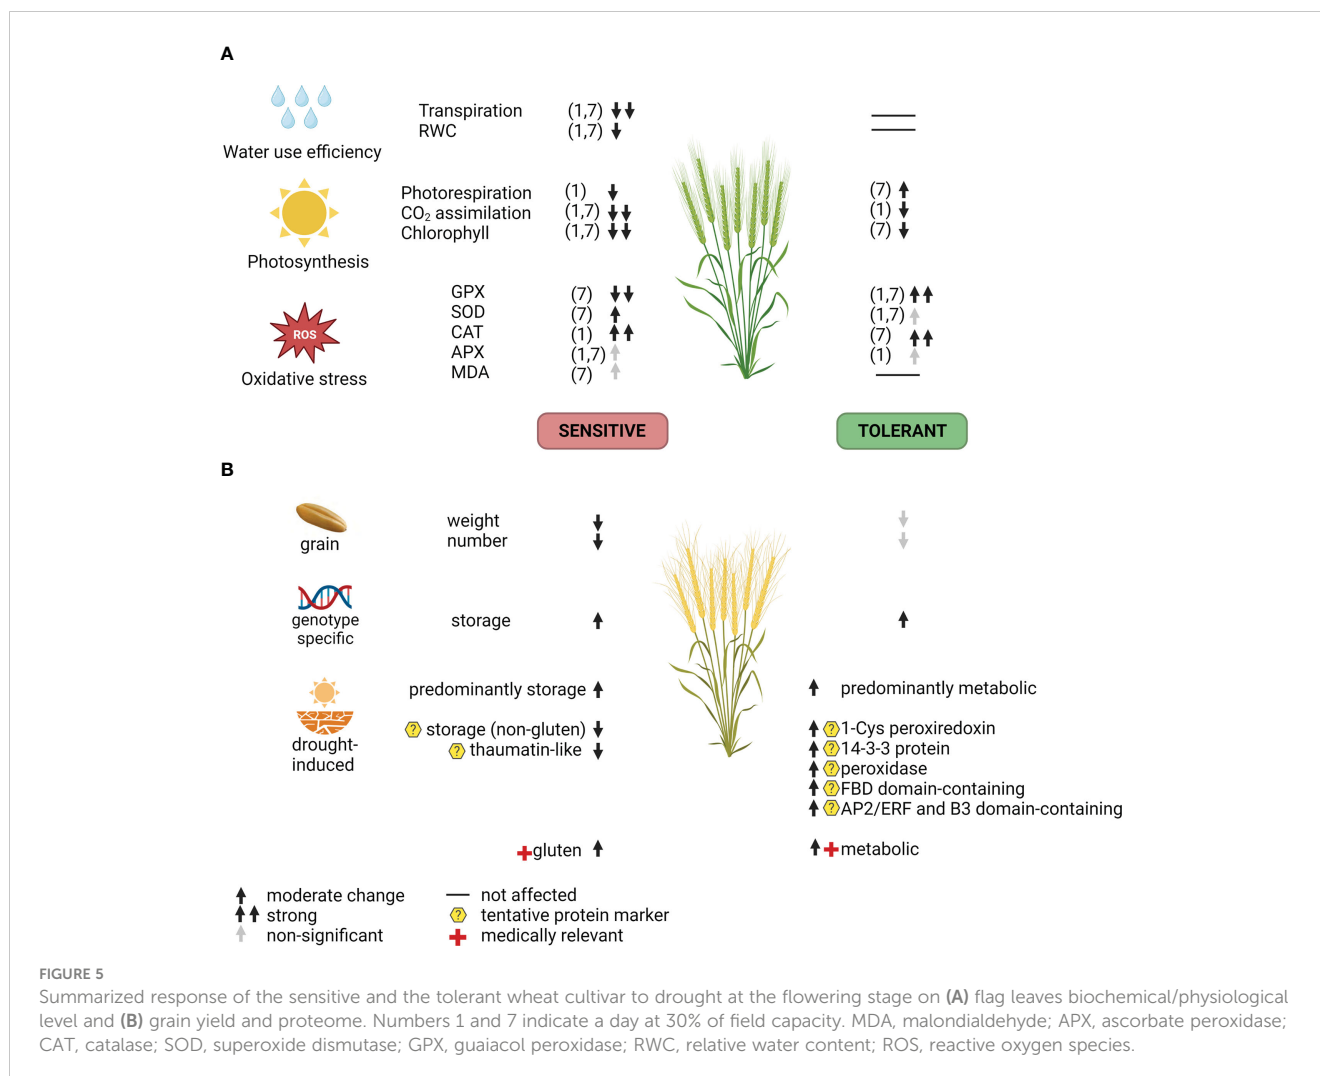 A
Transpiration (1,7)
RWC (1,7)
Water use efficiency
Photorespiration (1) (7)
CO₂ assimilation (1,7) (1)
Chlorophyll (1,7) (7)
Photosynthesis
GPX (7) (1,7)
SOD (7) (1,7)
CAT (1) (7)
APX (1,7) (1)
MDA (7)
ROS
Oxidative stress
SENSITIVE TOLERANT
B
weight
number
grain
genotype
specific
storage
predominantly storage predominantly metabolic
? storage (non-gluten) ? 1-Cys peroxiredoxin
? thaumatin-like ? 14-3-3 protein
? peroxidase
? FBD domain-containing
? AP2/ERF and B3 domain-containing
drought-
induced
gluten metabolic
moderate change not affected
strong ? tentative protein marker
non-significant medically relevant
FIGURE 5
Summarized response of the sensitive and the tolerant wheat cultivar to drought at the flowering stage on (A) flag leaves biochemical/physiological
level and (B) grain yield and proteome. Numbers 1 and 7 indicate a day at 30% of field capacity. MDA, malondialdehyde; APX, ascorbate peroxidase;
CAT, catalase; SOD, superoxide dismutase; GPX, guaiacol peroxidase; RWC, relative water content; ROS, reactive oxygen species.